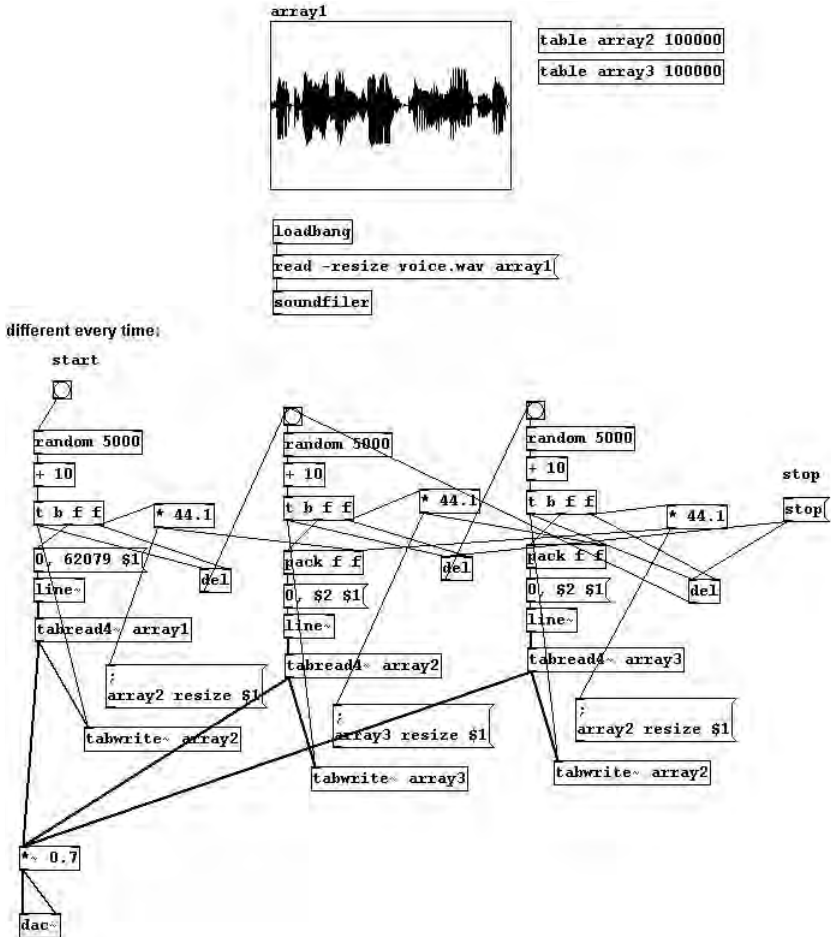 array1
table array2 100000
table array3 100000
loadbang
read -resize voice.wav array1
soundfiler
different every time:
start
random 5000
+ 10
t b f f
* 44.1
0, 62079 $1
del
line~
tabread4~ array1
;
array2 resize $1
tabwrite~ array2
random 5000
+ 10
t b f f
* 44.1
pack f f
del
0, $2 $1
line~
tabread4~ array2
;
array3 resize $1
tabwrite~ array3
random 5000
+ 10
t b f f
* 44.1
pack f f
del
0, $2 $1
line~
tabread4~ array3
;
array2 resize $1
tabwrite~ array2
stop
stop
*~ 0.7
dac~